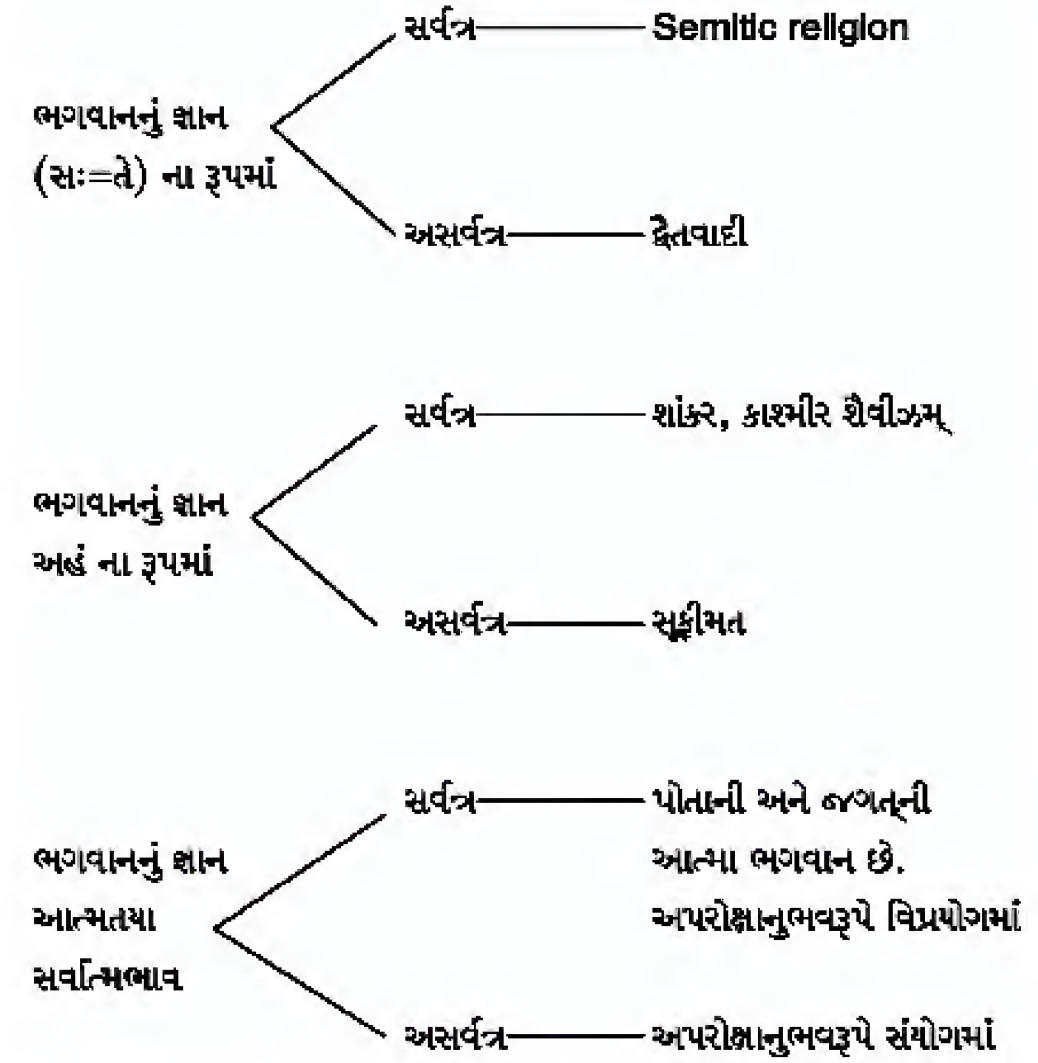 સર્વત્ર Semitic religion
ભગવાનનું જ્ઞાન
(સઃ=તે) ના રૂપમાં
અસર્વત્ર દ્વૈતવાદી
સર્વત્ર શાંકર, કાશ્મીર શૈવીઝમ્
ભગવાનનું જ્ઞાન
અહં ના રૂપમાં
અસર્વત્ર સૂફીમત
સર્વત્ર પોતાની અને જગત્ની
ભગવાનનું જ્ઞાન આત્મા ભગવાન છે.
આત્મતયા અપરોક્ષાનુભવરૂપે વિપ્રયોગમાં
સર્વાત્મભાવ
અસર્વત્ર અપરોક્ષાનુભવરૂપે સંયોગમાં